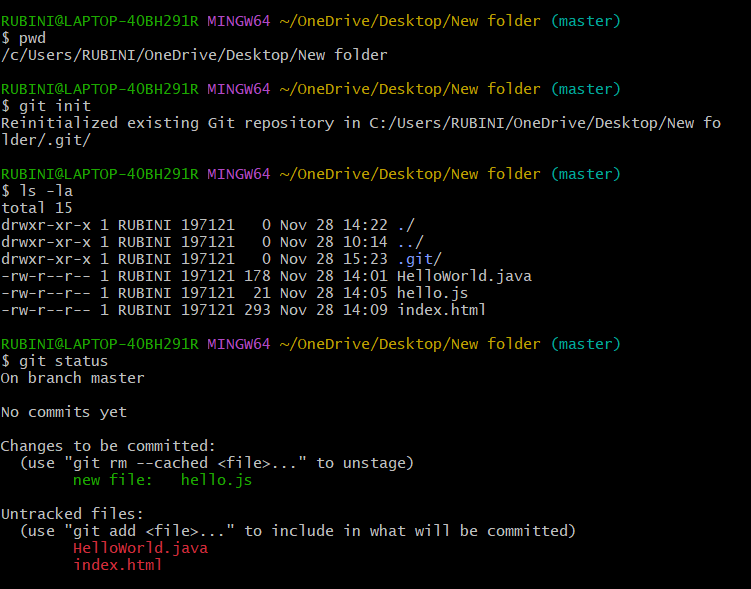 RUBINI@LAPTOP-4OBH291R MINGW64 ~/OneDrive/Desktop/New folder (master)
$ pwd
/c/Users/RUBINI/OneDrive/Desktop/New folder
RUBINI@LAPTOP-4OBH291R MINGW64 ~/OneDrive/Desktop/New folder (master)
$ git init
Reinitialized existing Git repository in C:/Users/RUBINI/OneDrive/Desktop/New fo
lder/.git/
RUBINI@LAPTOP-4OBH291R MINGW64 ~/OneDrive/Desktop/New folder (master)
$ ls -la
total 15
drwxr-xr-x 1 RUBINI 197121   0 Nov 28 14:22 ./
drwxr-xr-x 1 RUBINI 197121   0 Nov 28 10:14 ../
drwxr-xr-x 1 RUBINI 197121   0 Nov 28 15:23 .git/
-rw-r--r-- 1 RUBINI 197121 178 Nov 28 14:01 HelloWorld.java
-rw-r--r-- 1 RUBINI 197121  21 Nov 28 14:05 hello.js
-rw-r--r-- 1 RUBINI 197121 293 Nov 28 14:09 index.html
RUBINI@LAPTOP-4OBH291R MINGW64 ~/OneDrive/Desktop/New folder (master)
$ git status
On branch master
No commits yet
Changes to be committed:
  (use "git rm --cached <file>..." to unstage)
        new file:   hello.js
Untracked files:
  (use "git add <file>..." to include in what will be committed)
        HelloWorld.java
        index.html